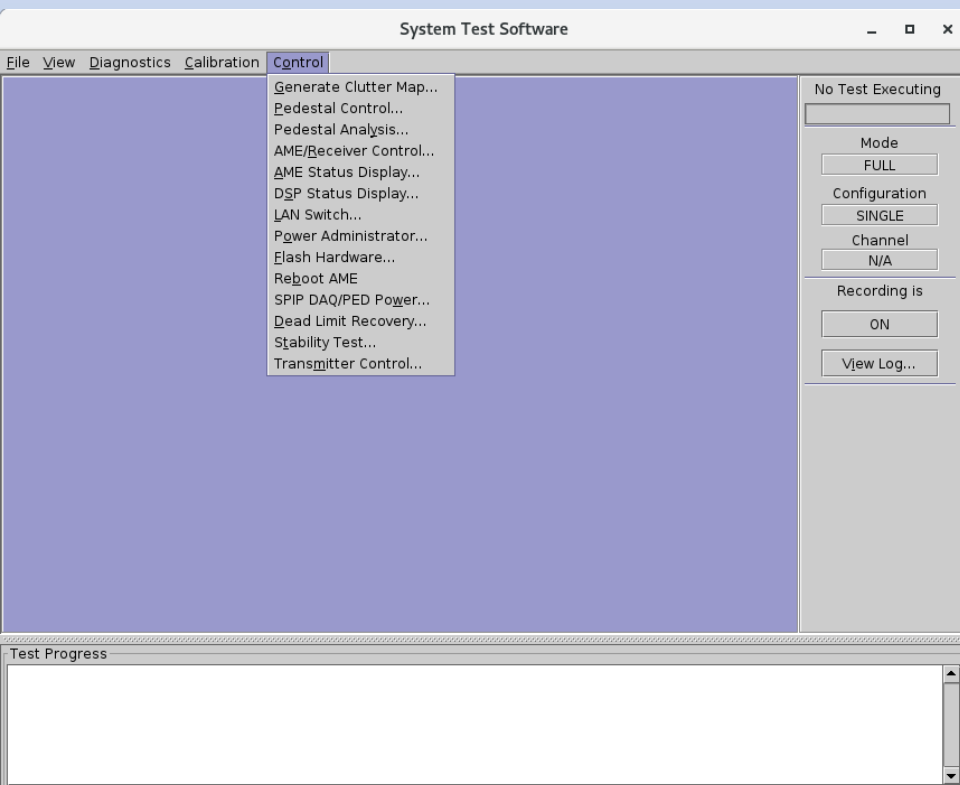 System Test Software
File View Diagnostics Calibration Control
Generate Clutter Map...
Pedestal Control...
Pedestal Analysis...
AME/Receiver Control...
AME Status Display...
DSP Status Display...
LAN Switch...
Power Administrator...
Flash Hardware...
Reboot AME
SPIP DAQ/PED Power...
Dead Limit Recovery...
Stability Test...
Transmitter Control...
No Test Executing
Mode
FULL
Configuration
SINGLE
Channel
N/A
Recording is
ON
View Log...
Test Progress